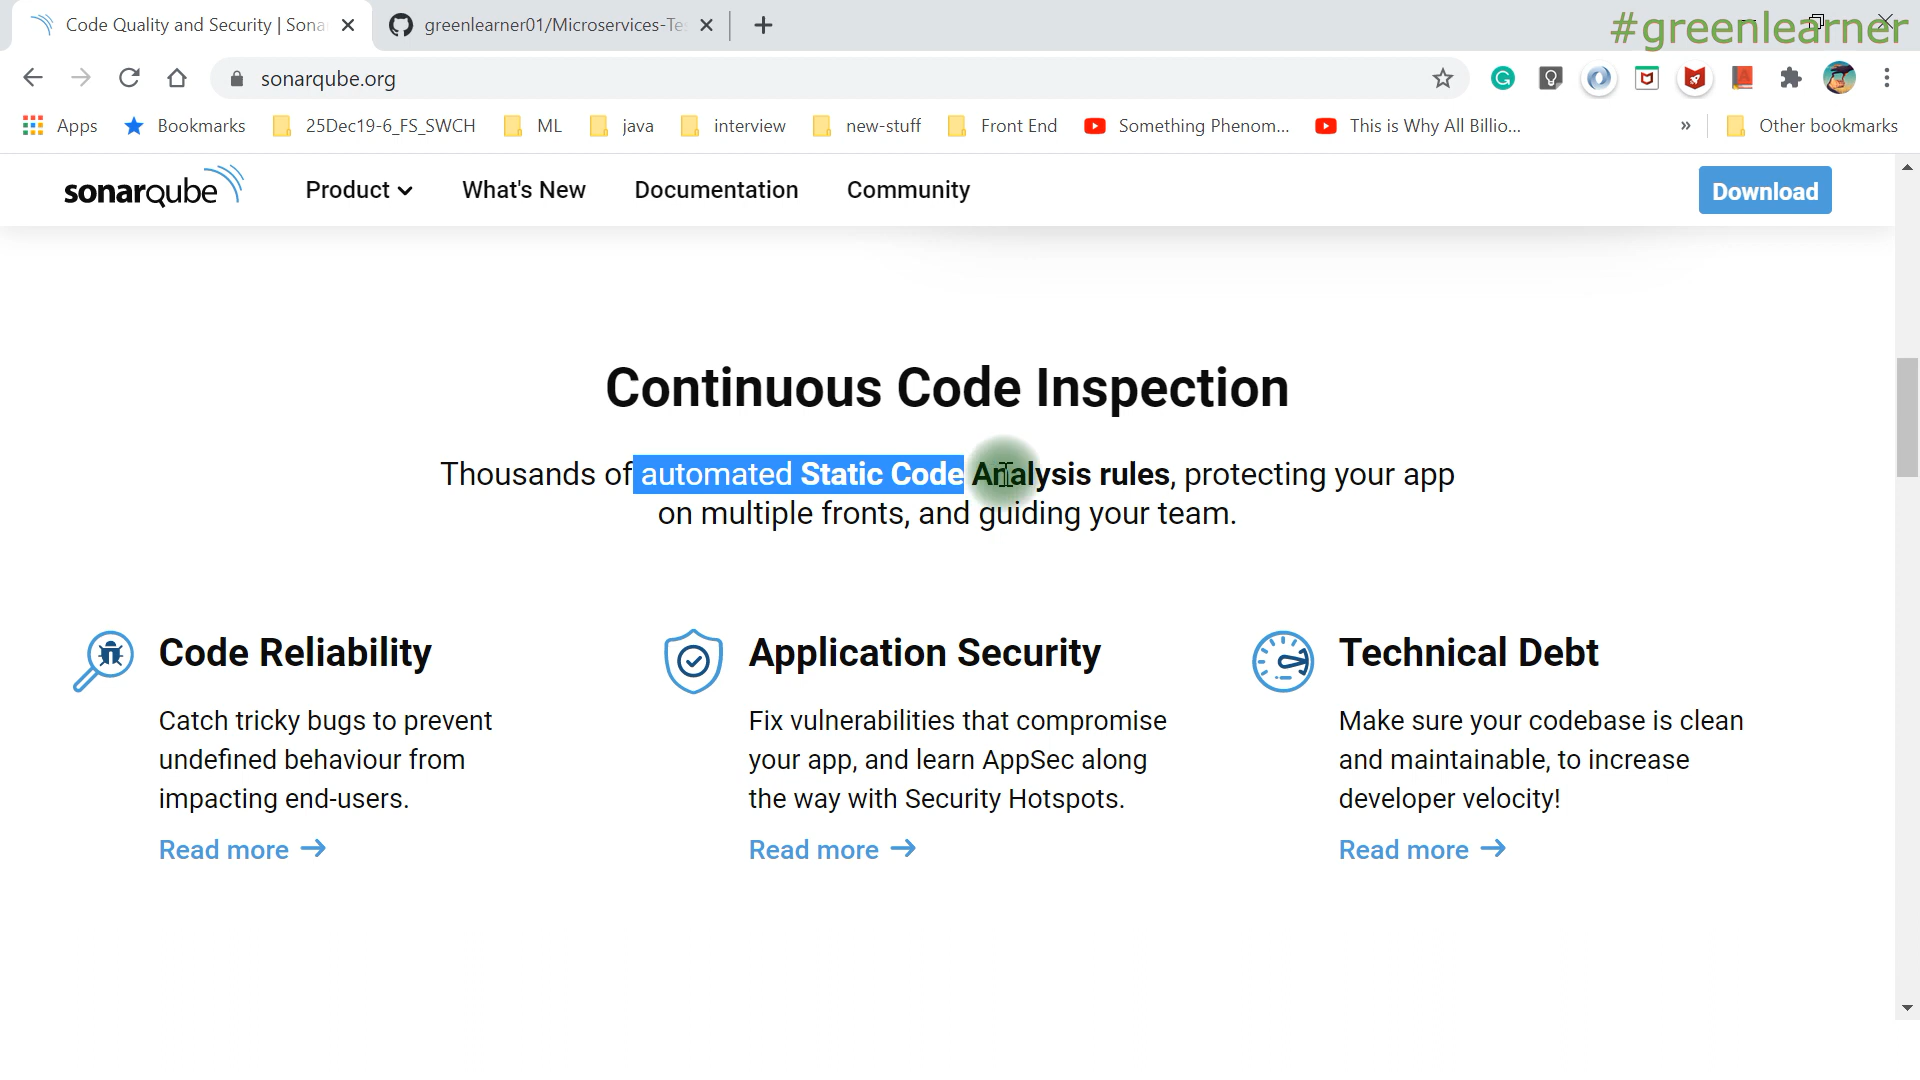 Code Quality and Security | Sona
greenlearner01/Microservices-Te
#greenlearner
sonarqube.org
Apps
Bookmarks
25Dec19-6_FS_SWCH
ML
java
interview
new-stuff
Front End
Something Phenom...
This is Why All Billio...
»
Other bookmarks
sonarqube
Product
What's New
Documentation
Community
Download
Continuous Code Inspection
Thousands of automated Static Code Analysis rules, protecting your app
on multiple fronts, and guiding your team.
Code Reliability
Catch tricky bugs to prevent
undefined behaviour from
impacting end-users.
Read more →
Application Security
Fix vulnerabilities that compromise
your app, and learn AppSec along
the way with Security Hotspots.
Read more →
Technical Debt
Make sure your codebase is clean
and maintainable, to increase
developer velocity!
Read more →